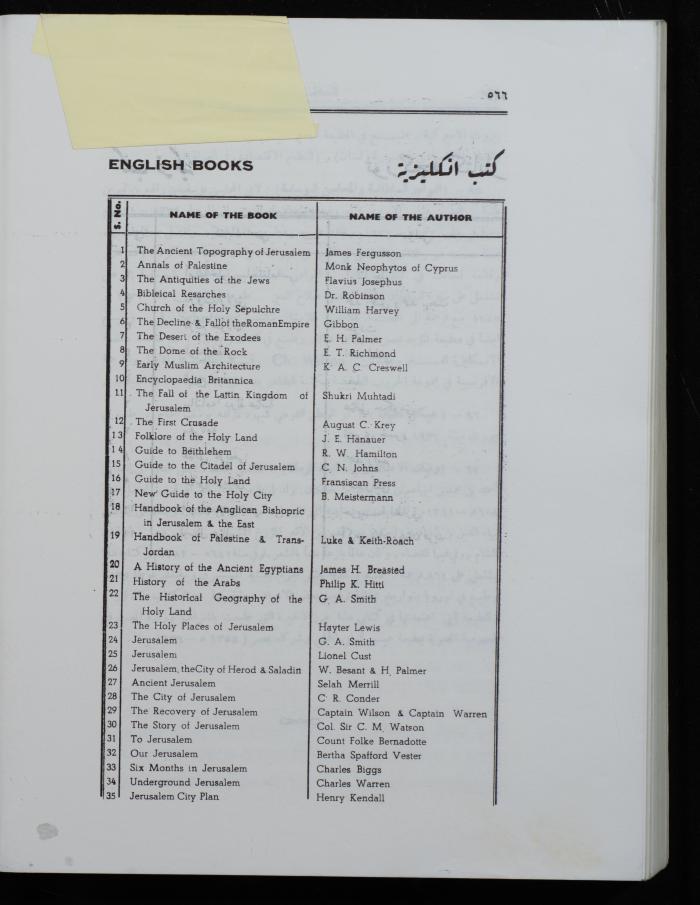 ٥٦٦
ENGLISH BOOKS
كتب انكليزية
S. No. NAME OF THE BOOK NAME OF THE AUTHOR
1 The Ancient Topography of Jerusalem James Fergusson
2 Annals of Palestine Monk Neophytos of Cyprus
3 The Antiquities of the Jews Flavius Josephus
4 Bibleical Resarches Dr. Robinson
5 Church of the Holy Sepulchre William Harvey
6 The Decline & Fall of the Roman Empire Gibbon
7 The Desert of the Exodees E. H. Palmer
8 The Dome of the Rock E. T. Richmond
9 Early Muslim Architecture K. A. C. Creswell
10 Encyclopaedia Britannica
11 The Fall of the Lattin Kingdom of Shukri Muhtadi
Jerusalem
12 The First Crusade August C. Krey
13 Folklore of the Holy Land J. E. Hanauer
14 Guide to Beithlehem R. W. Hamilton
15 Guide to the Citadel of Jerusalem C. N. Johns
16 Guide to the Holy Land Fransiscan Press
17 New Guide to the Holy City B. Meistermann
18 Handbook of the Anglican Bishopric
in Jerusalem & the East
19 Handbook of Palestine & Trans- Luke & Keith-Roach
Jordan
20 A History of the Ancient Egyptians James H. Breasted
21 History of the Arabs Philip K. Hitti
22 The Historical Geography of the G. A. Smith
Holy Land
23 The Holy Places of Jerusalem Hayter Lewis
24 Jerusalem G. A. Smith
25 Jerusalem Lionel Cust
26 Jerusalem, the City of Herod & Saladin W. Besant & H. Palmer
27 Ancient Jerusalem Selah Merrill
28 The City of Jerusalem C. R. Conder
29 The Recovery of Jerusalem Captain Wilson & Captain Warren
30 The Story of Jerusalem Col. Sir C. M. Watson
31 To Jerusalem Count Folke Bernadotte
32 Our Jerusalem Bertha Spafford Vester
33 Six Months in Jerusalem Charles Biggs
34 Underground Jerusalem Charles Warren
35 Jerusalem City Plan Henry Kendall